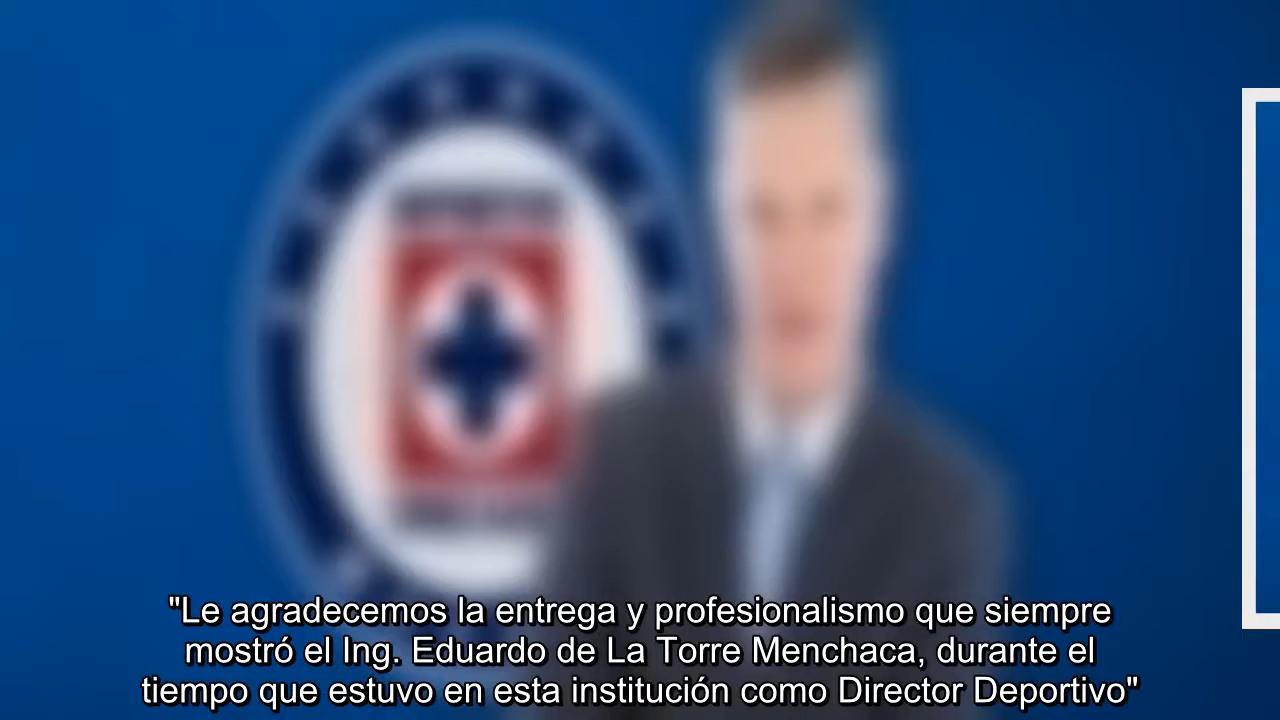 "Le agradecemos la entrega y profesionalismo que siempre
mostró el Ing. Eduardo de La Torre Menchaca, durante el
tiempo que estuvo en esta institución como Director Deportivo"